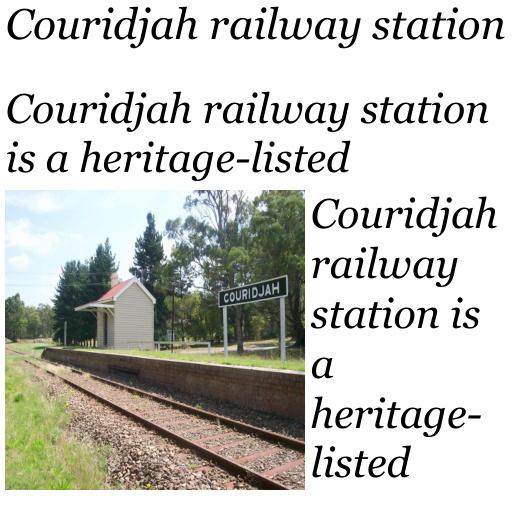 Couridjah railway station
Couridjah railway station
is a heritage-listed
COURIDJAH
Couridjah
railway
station is
a
heritage-
listed